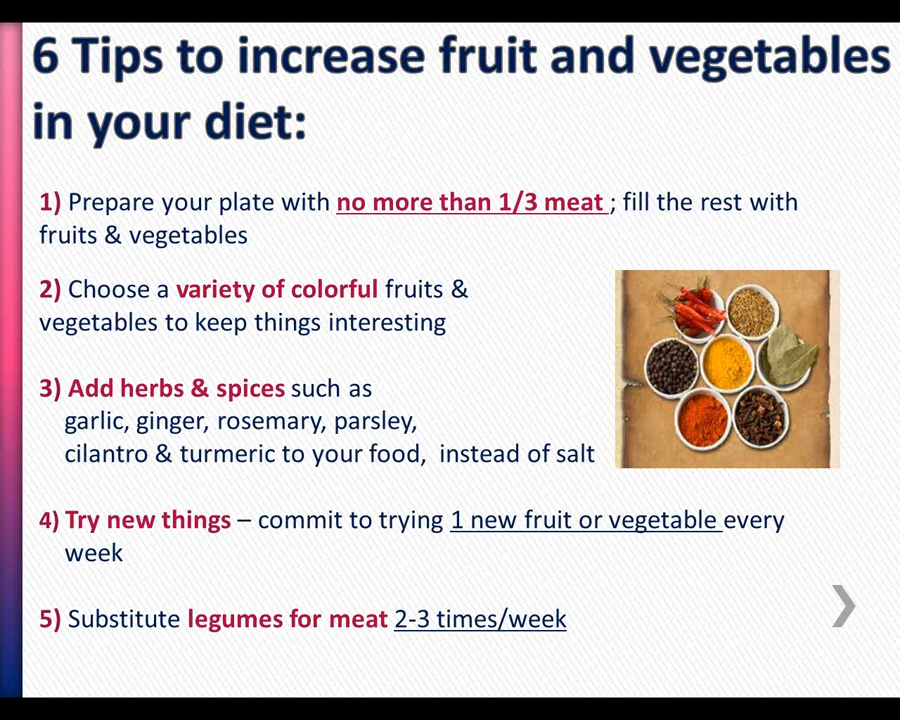 6 Tips to increase fruit and vegetables
in your diet:
1) Prepare your plate with no more than 1/3 meat ; fill the rest with
fruits & vegetables
2) Choose a variety of colorful fruits &
vegetables to keep things interesting
3) Add herbs & spices such as
garlic, ginger, rosemary, parsley,
cilantro & turmeric to your food, instead of salt
4) Try new things – commit to trying 1 new fruit or vegetable every
week
5) Substitute legumes for meat 2-3 times/week